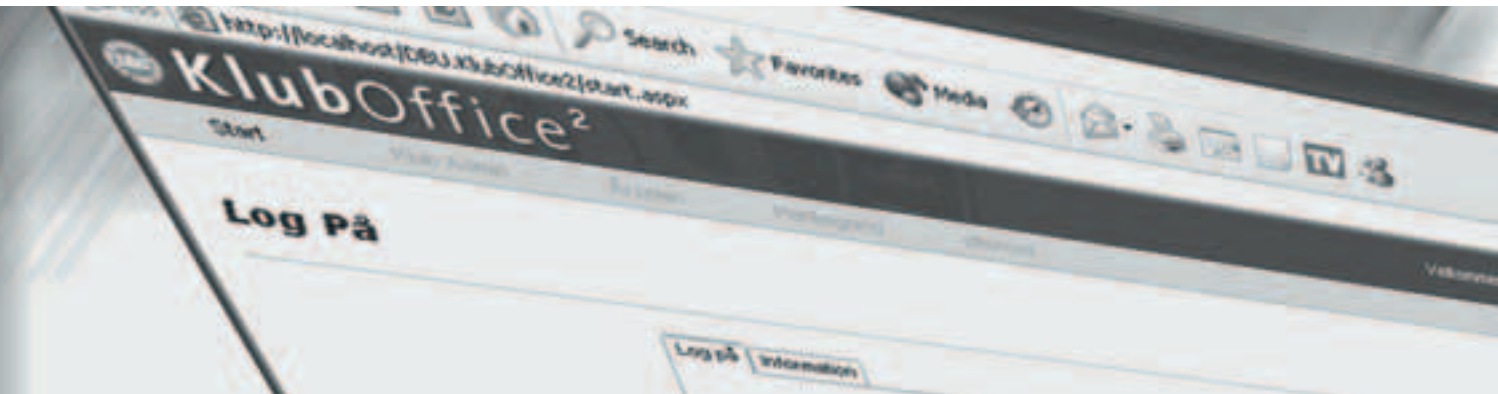 Search Favorites Media
http://localhost/DBU.KlubOffice2/start.aspx
KlubOffice²
TV
Start
Log På
Log på Information